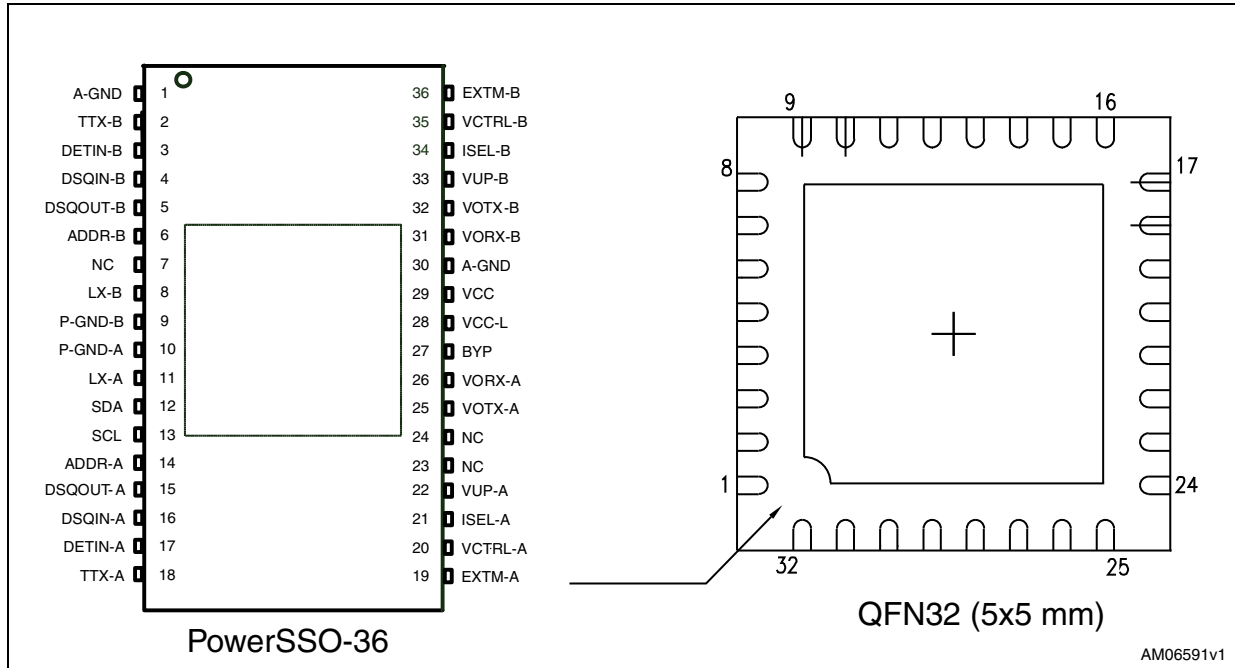 A-GND 1
TTX-B 2
DETIN-B 3
DSQIN-B 4
DSQOUT-B 5
ADDR-B 6
NC 7
LX-B 8
P-GND-B 9
P-GND-A 10
LX-A 11
SDA 12
SCL 13
ADDR-A 14
DSQOUT-A 15
DSQIN-A 16
DETIN-A 17
TTX-A 18
36 EXTM-B
35 VCTRL-B
34 ISEL-B
33 VUP-B
32 VOTX-B
31 VORX-B
30 A-GND
29 VCC
28 VCC-L
27 BYP
26 VORX-A
25 VOTX-A
24 NC
23 NC
22 VUP-A
21 ISEL-A
20 VCTRL-A
19 EXTM-A
PowerSSO-36
9
16
8
17
1
24
32
25
QFN32 (5x5 mm)
AM06591v1